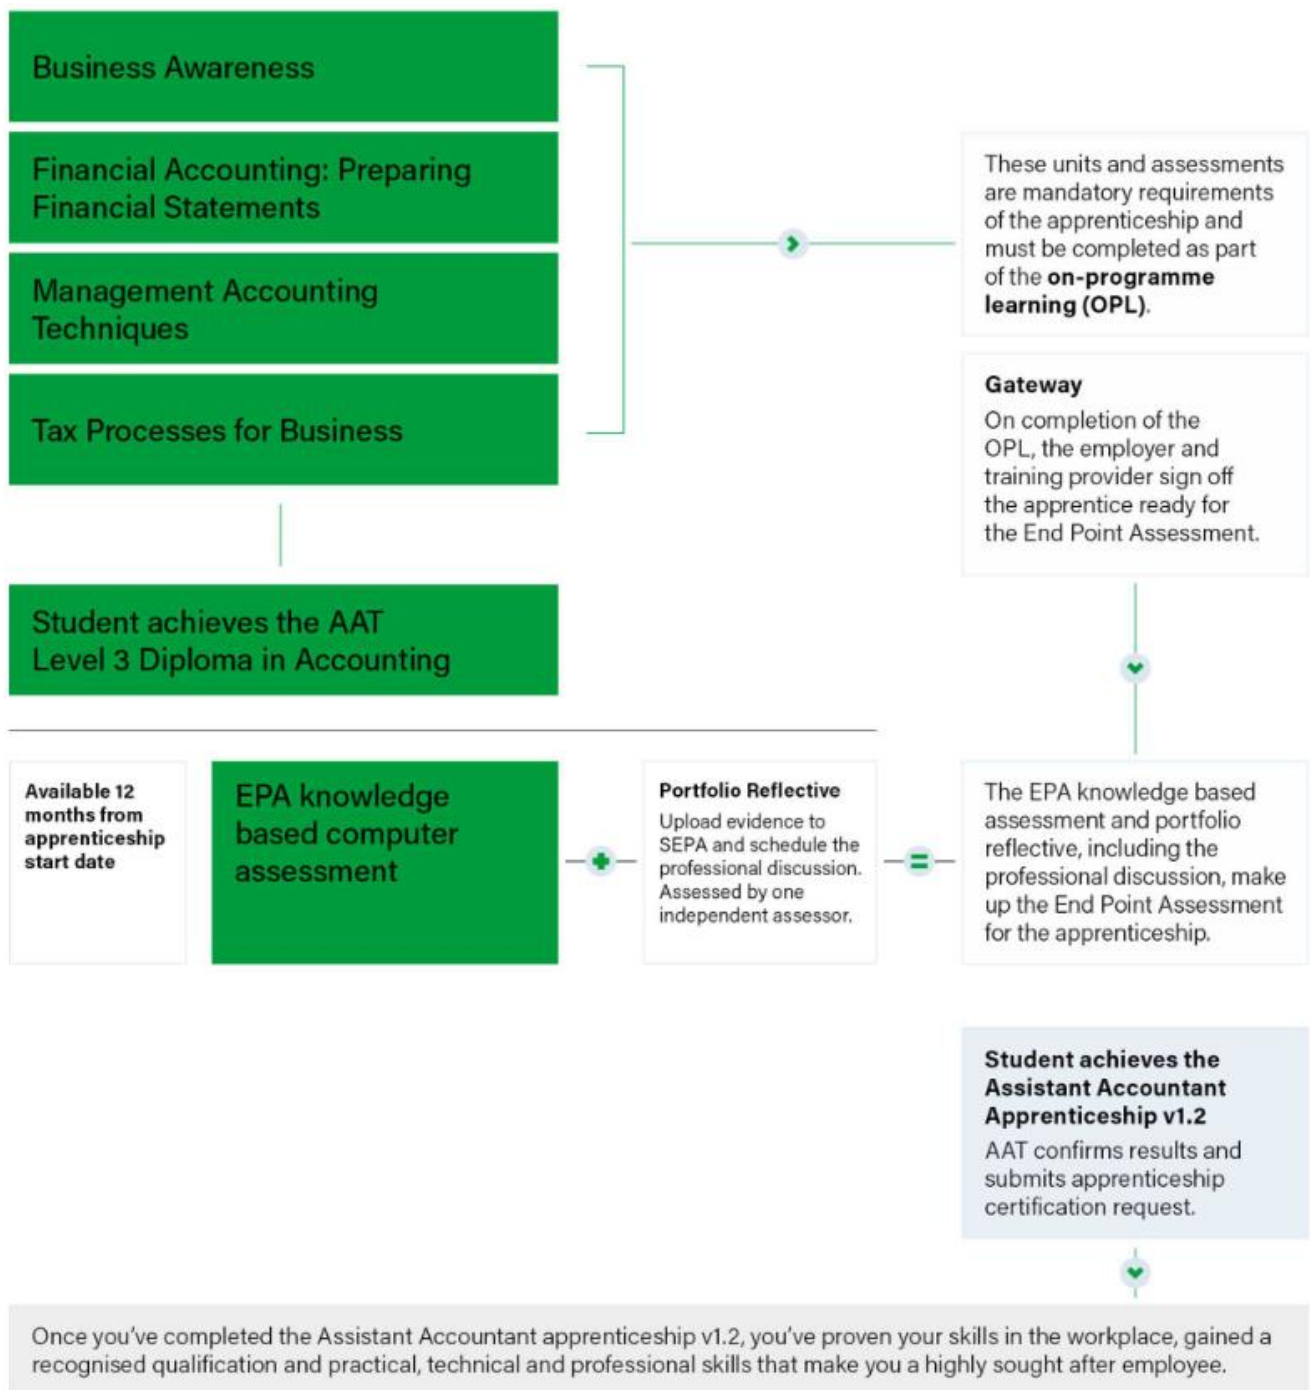 Business Awareness
Financial Accounting: Preparing
Financial Statements
Management Accounting
Techniques
Tax Processes for Business
These units and assessments
are mandatory requirements
of the apprenticeship and
must be completed as part
of the on-programme
learning (OPL).
Gateway
On completion of the
OPL, the employer and
training provider sign off
the apprentice ready for
the End Point Assessment.
Student achieves the AAT
Level 3 Diploma in Accounting
Available 12
months from
apprenticeship
start date
EPA knowledge
based computer
assessment
Portfolio Reflective
Upload evidence to
SEPA and schedule the
professional discussion.
Assessed by one
independent assessor.
The EPA knowledge based
assessment and portfolio
reflective, including the
professional discussion, make
up the End Point Assessment
for the apprenticeship.
Student achieves the
Assistant Accountant
Apprenticeship v1.2
AAT confirms results and
submits apprenticeship
certification request.
Once you’ve completed the Assistant Accountant apprenticeship v1.2, you’ve proven your skills in the workplace, gained a
recognised qualification and practical, technical and professional skills that make you a highly sought after employee.